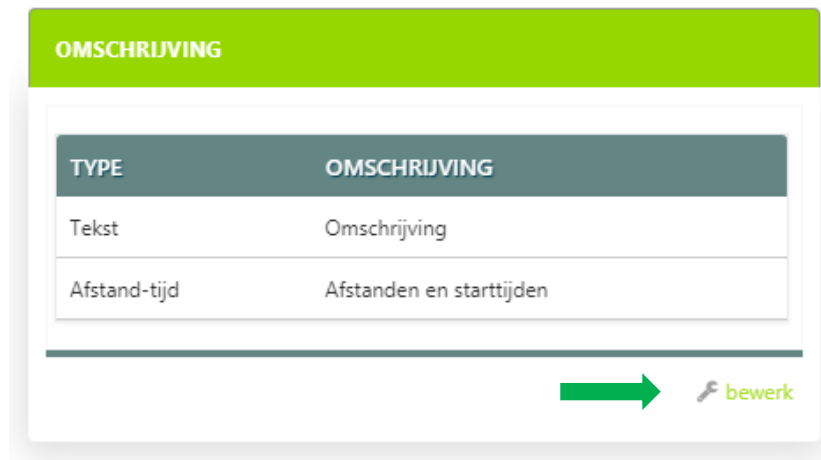 OMSCHRIJVING
TYPE OMSCHRIJVING
Tekst Omschrijving
Afstand-tijd Afstanden en starttijden
bewerk